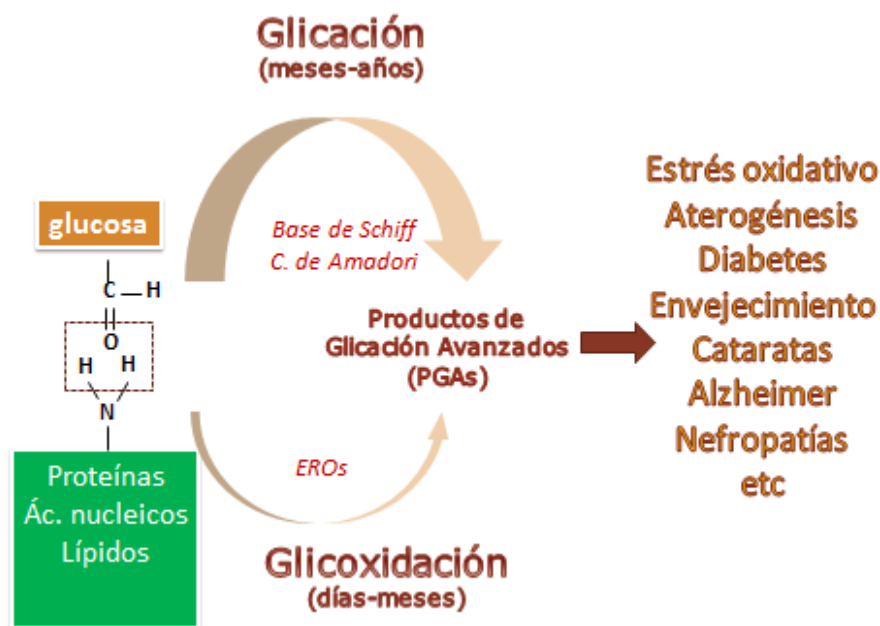 Glicación
(meses-años)
glucosa
C — H
O
H H
N
Proteínas
Ác. nucleicos
Lípidos
Base de Schiff
C. de Amadori
Productos de
Glicación Avanzados
(PGAs)
EROs
Glicoxidación
(días-meses)
Estrés oxidativo
Aterogénesis
Diabetes
Envejecimiento
Cataratas
Alzheimer
Nefropatías
etc